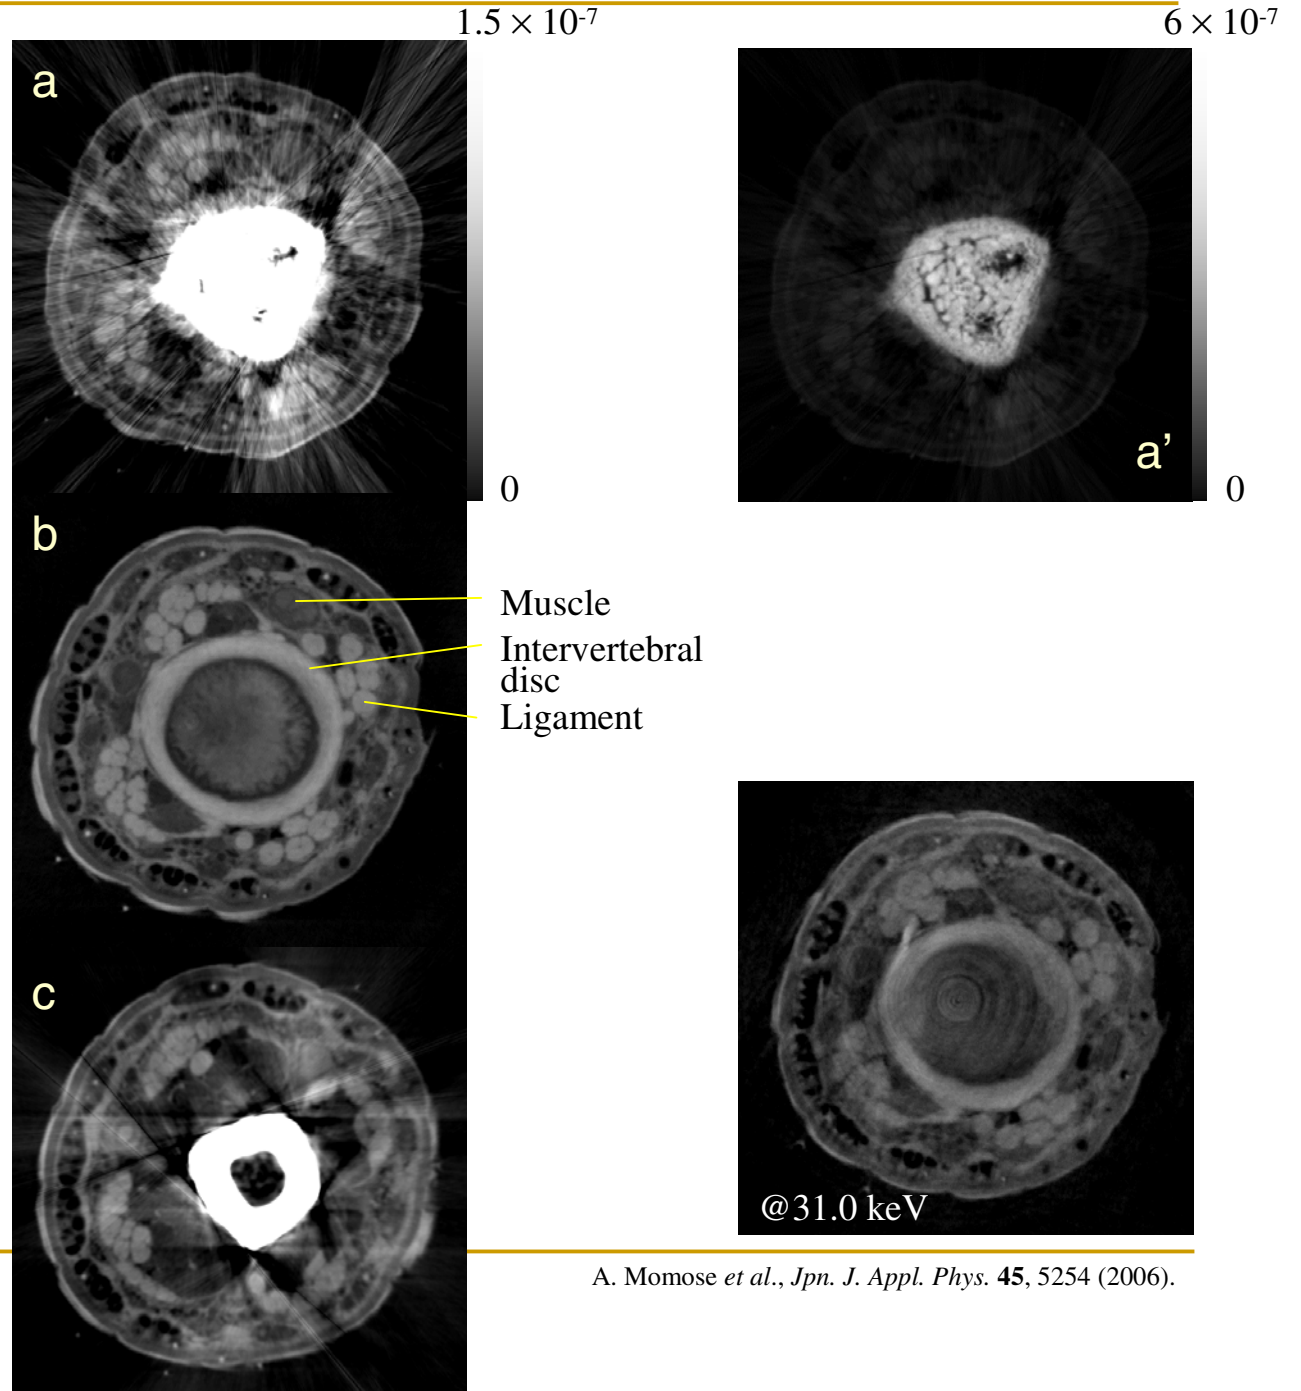 1.5 × 10-7
6 × 10-7
a
a’
0
0
b
Muscle
Intervertebral
disc
Ligament
c
@31.0 keV
A. Momose et al., Jpn. J. Appl. Phys. 45, 5254 (2006).